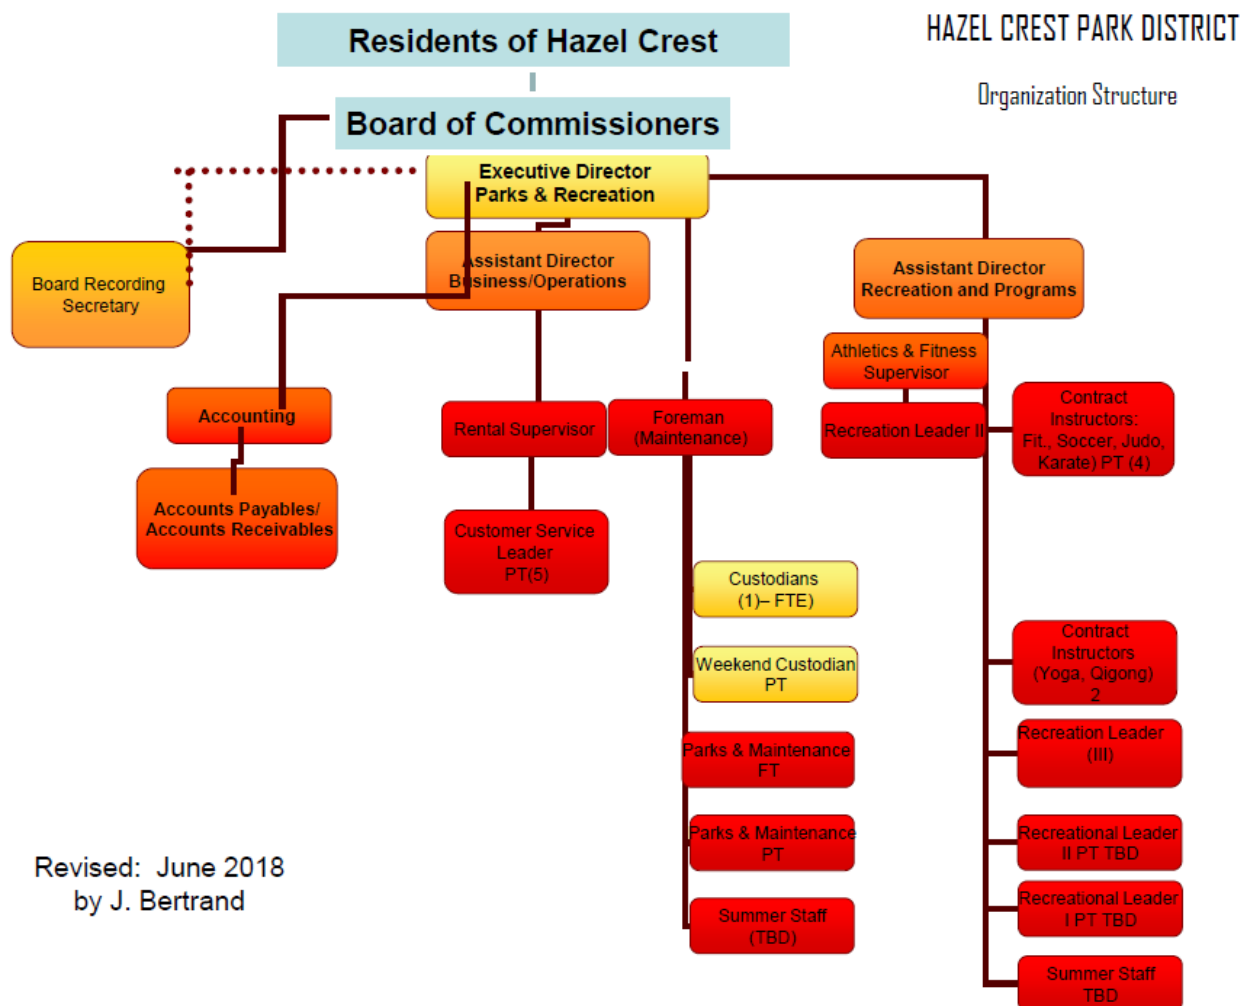 HAZEL CREST PARK DISTRICT
Organization Structure
Residents of Hazel Crest
Board of Commissioners
Executive Director
Parks & Recreation
Board Recording
Secretary
Assistant Director
Business/Operations
Assistant Director
Recreation and Programs
Athletics & Fitness
Supervisor
Accounting
Rental Supervisor
Foreman
(Maintenance)
Recreation Leader II
Contract
Instructors:
Fit., Soccer, Judo,
Karate) PT (4)
Accounts Payables/
Accounts Receivables
Customer Service
Leader
PT(5)
Custodians
(1)– FTE)
Weekend Custodian
PT
Contract
Instructors
(Yoga, Qigong)
2
Parks & Maintenance
FT
Recreation Leader
(III)
Parks & Maintenance
PT
Recreational Leader
II PT TBD
Summer Staff
(TBD)
Recreational Leader
I PT TBD
Summer Staff
TBD
Revised: June 2018
by J. Bertrand